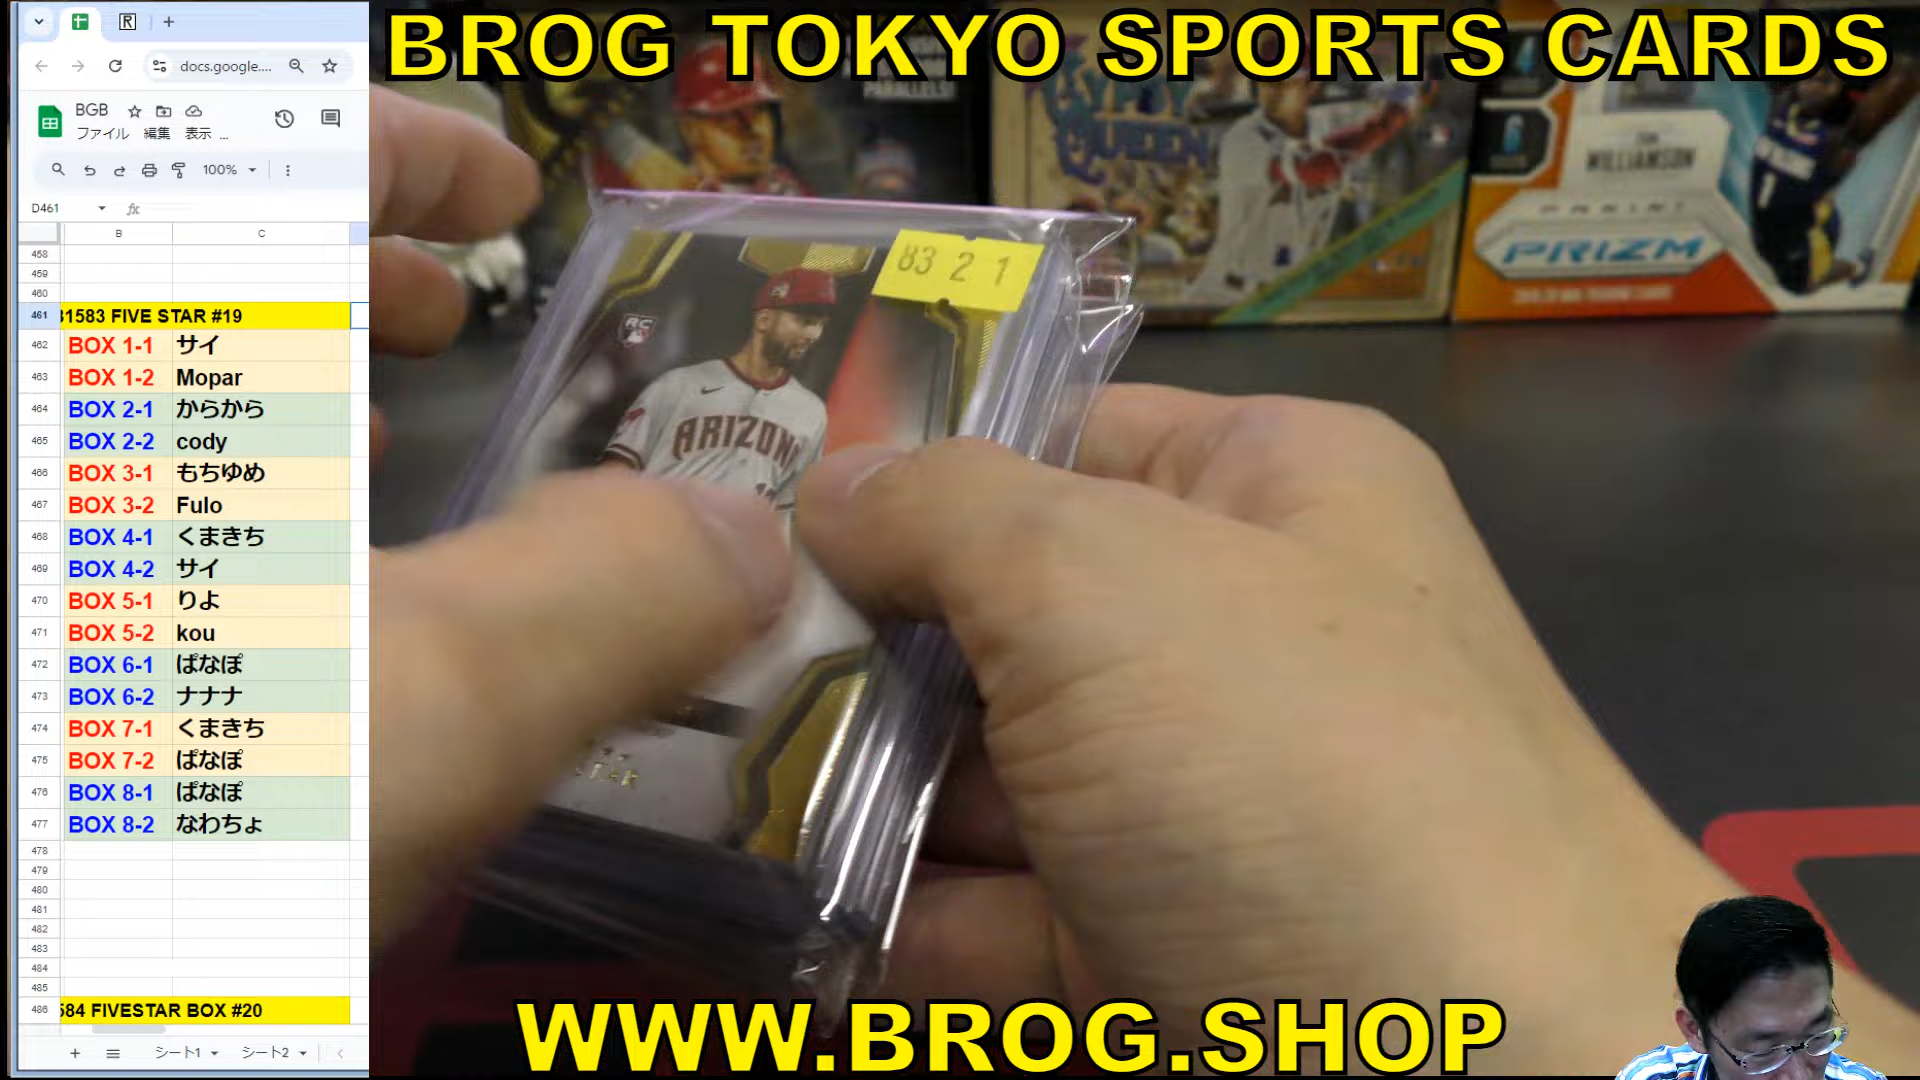 BROG TOKYO SPORTS CARDS
docs.google....
BGB
ファイル 編集 表示 ...
100%
D461
fx
B C
458
459
460
461 31583 FIVE STAR #19
462 BOX 1-1 サイ
463 BOX 1-2 Mopar
464 BOX 2-1 からから
465 BOX 2-2 cody
466 BOX 3-1 もちゆめ
467 BOX 3-2 Fulo
468 BOX 4-1 くまきち
469 BOX 4-2 サイ
470 BOX 5-1 りよ
471 BOX 5-2 kou
472 BOX 6-1 ぱなぽ
473 BOX 6-2 ナナナ
474 BOX 7-1 くまきち
475 BOX 7-2 ぱなぽ
476 BOX 8-1 ぱなぽ
477 BOX 8-2 なわちょ
478
479
480
481
482
483
484
485
486 584 FIVESTAR BOX #20
シート1 シート2
GYPSY
QUEEN
ZION
WILLIAMSON
PANINI
PRIZM
83 2 1
RC
ARIZON
WWW.BROG.SHOP